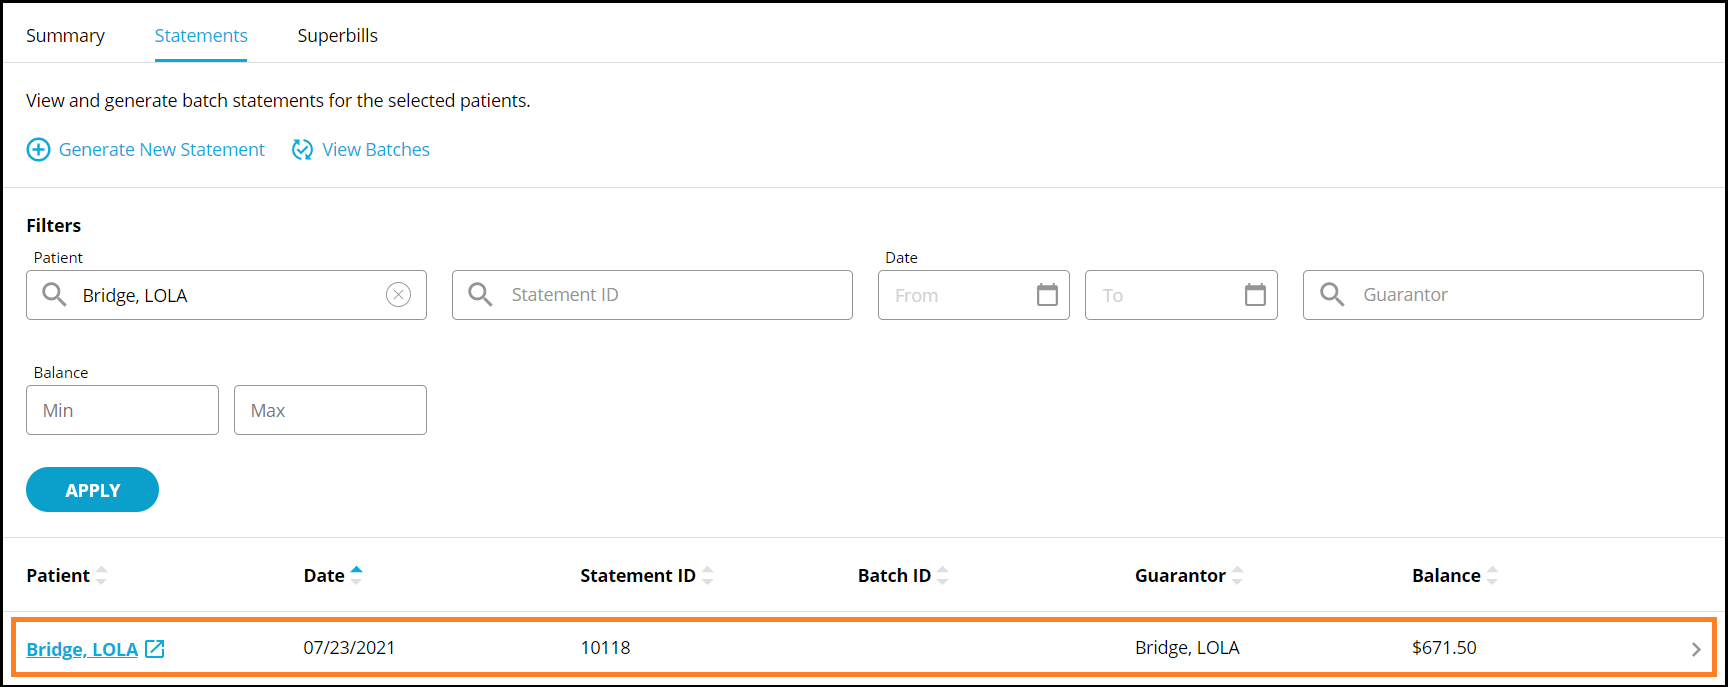 Summary Statements Superbills
View and generate batch statements for the selected patients.
Generate New Statement View Batches
Filters
Patient Date
Bridge, LOLA Statement ID From To Guarantor
Balance
Min Max
APPLY
Patient Date Statement ID Batch ID Guarantor Balance
Bridge, LOLA 07/23/2021 10118 Bridge, LOLA $671.50